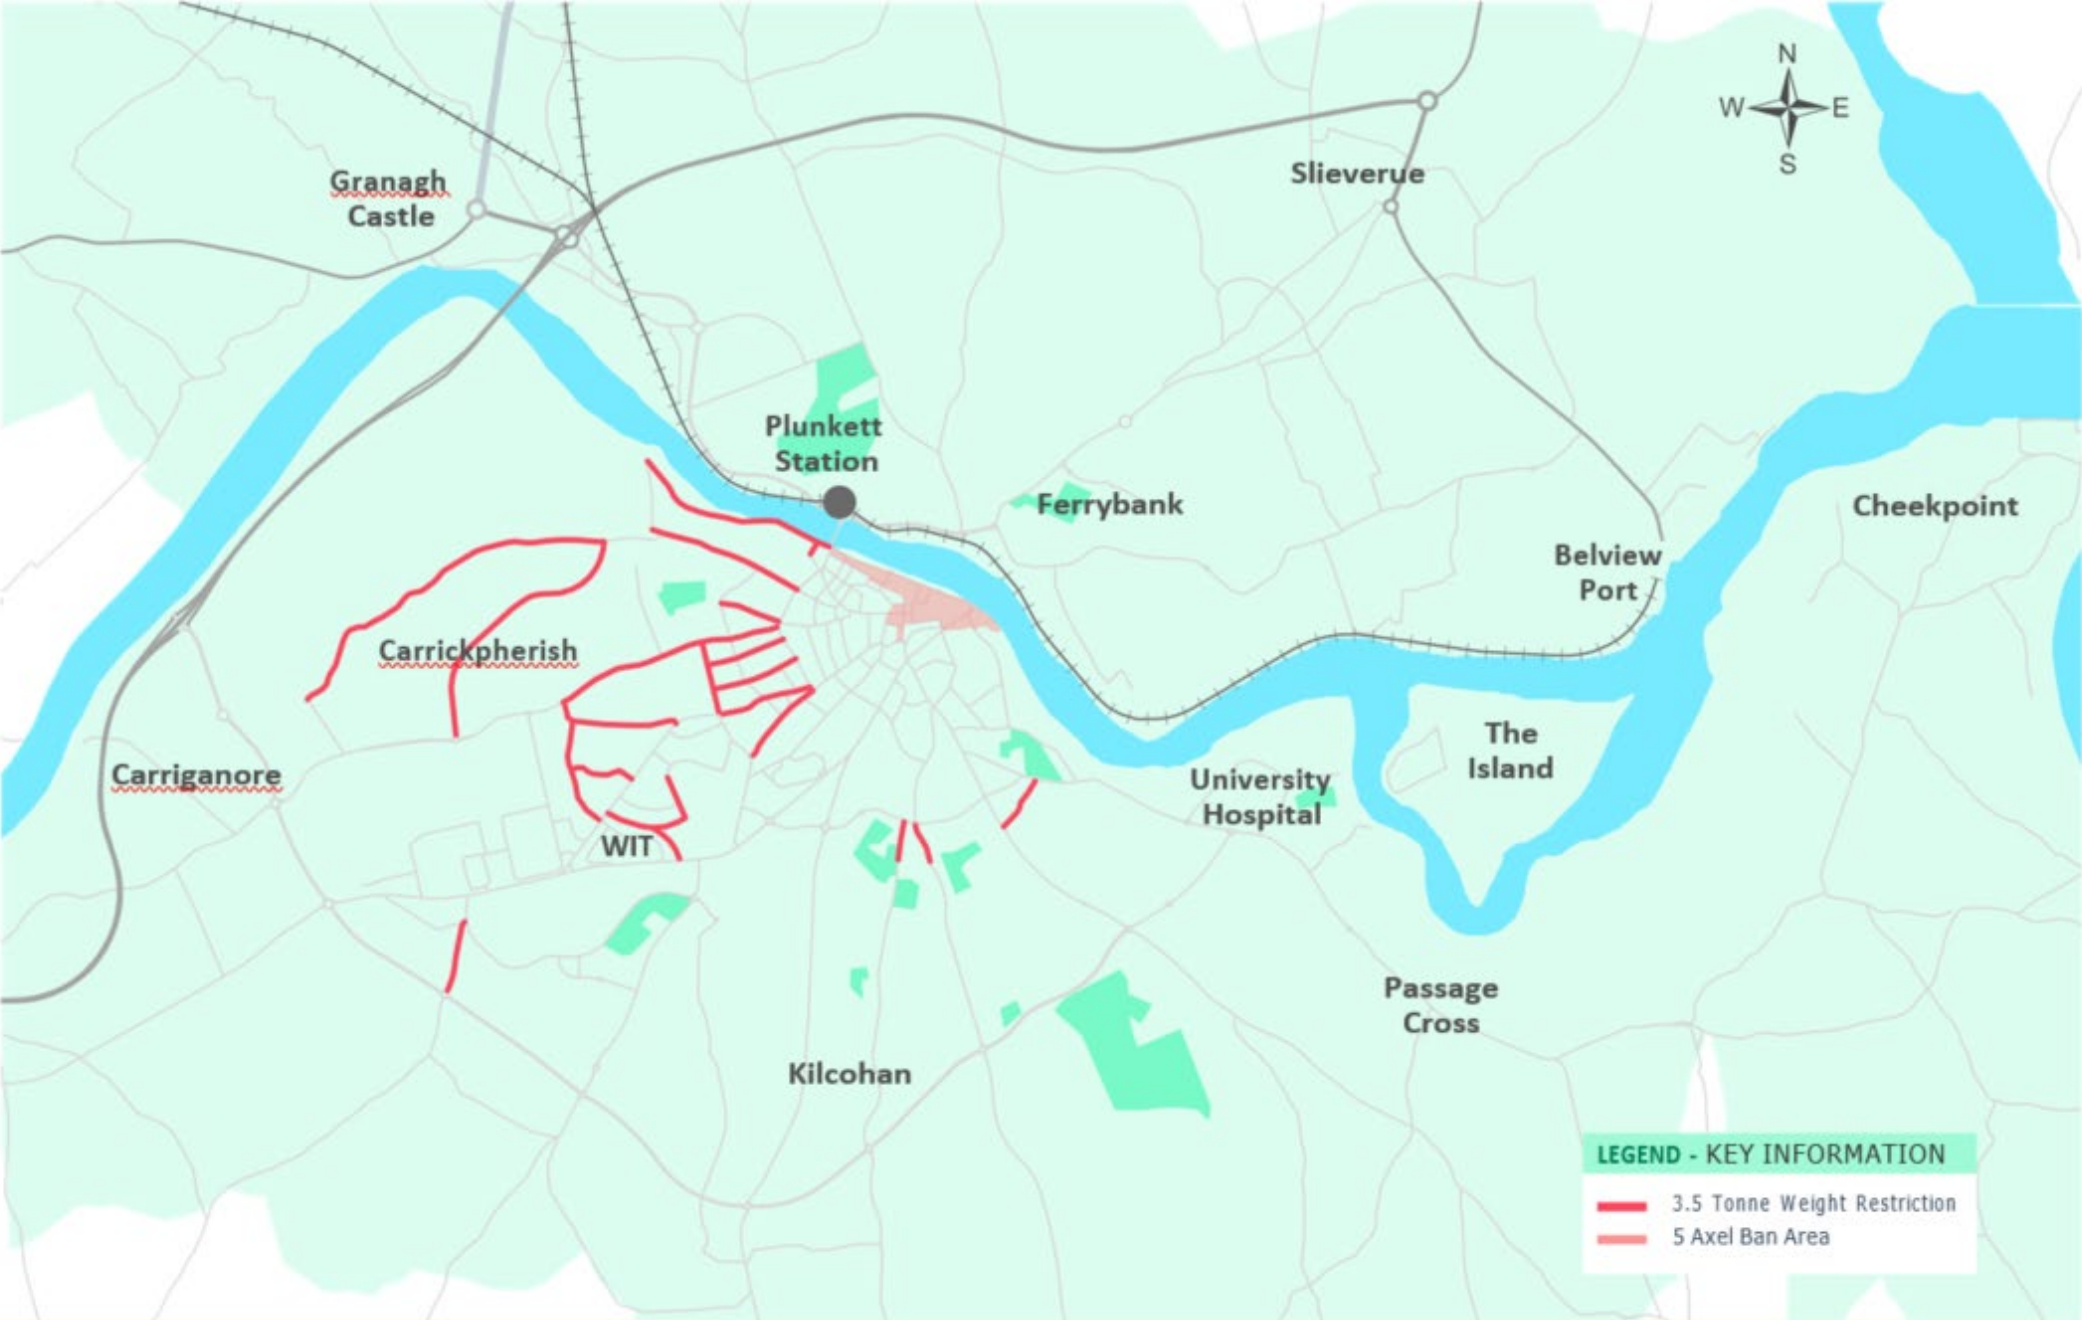 N
W E
S
Granagh
Castle
Slieverue
Plunkett
Station
Ferrybank
Cheekpoint
Belview
Port
Carrickpherish
The
Island
Carriganore
University
Hospital
WIT
Passage
Cross
Kilcohan
LEGEND - KEY INFORMATION
3.5 Tonne Weight Restriction
5 Axel Ban Area